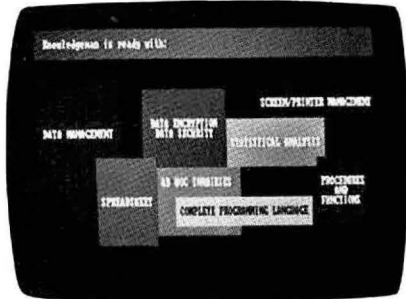 Knowledgeman is ready with:
SCREEN/PRINTER MANAGEMENT
DATA ENCRYPTION
DATA SECURITY
DATA MANAGEMENT
STATISTICAL ANALYSIS
AD HOC INQUIRIES
PROCEDURES
AND
FUNCTIONS
SPREADSHEET
COMPLETE PROGRAMMING LANGUAGE